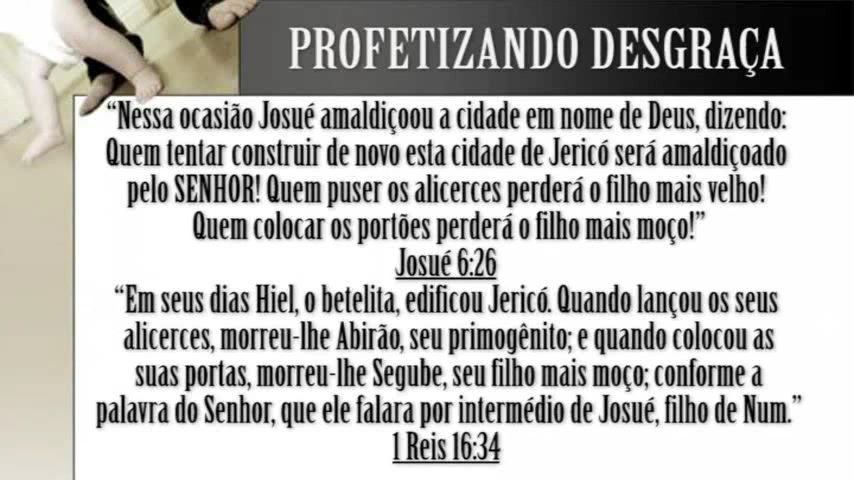 PROFETIZANDO DESGRAÇA
“Nessa ocasião Josué amaldiçoou a cidade em nome de Deus, dizendo:
Quem tentar construir de novo esta cidade de Jericó será amaldiçoado
pelo SENHOR! Quem puser os alicerces perderá o filho mais velho!
Quem colocar os portões perderá o filho mais moço!”
Josué 6:26
“Em seus dias Hiel, o betelita, edificou Jericó. Quando lançou os seus
alicerces, morreu-lhe Abirão, seu primogênito; e quando colocou as
suas portas, morreu-lhe Segube, seu filho mais moço; conforme a
palavra do Senhor, que ele falara por intermédio de Josué, filho de Num.”
1 Reis 16:34